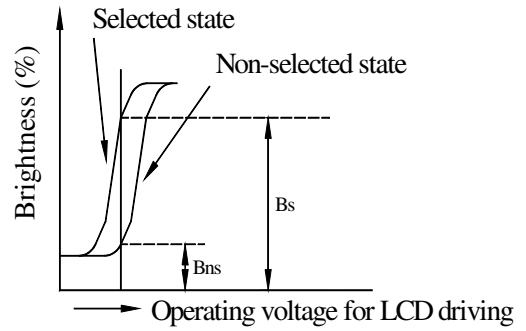 Selected state
Non-selected state
Brightness (%)
Bs
Bns
Operating voltage for LCD driving